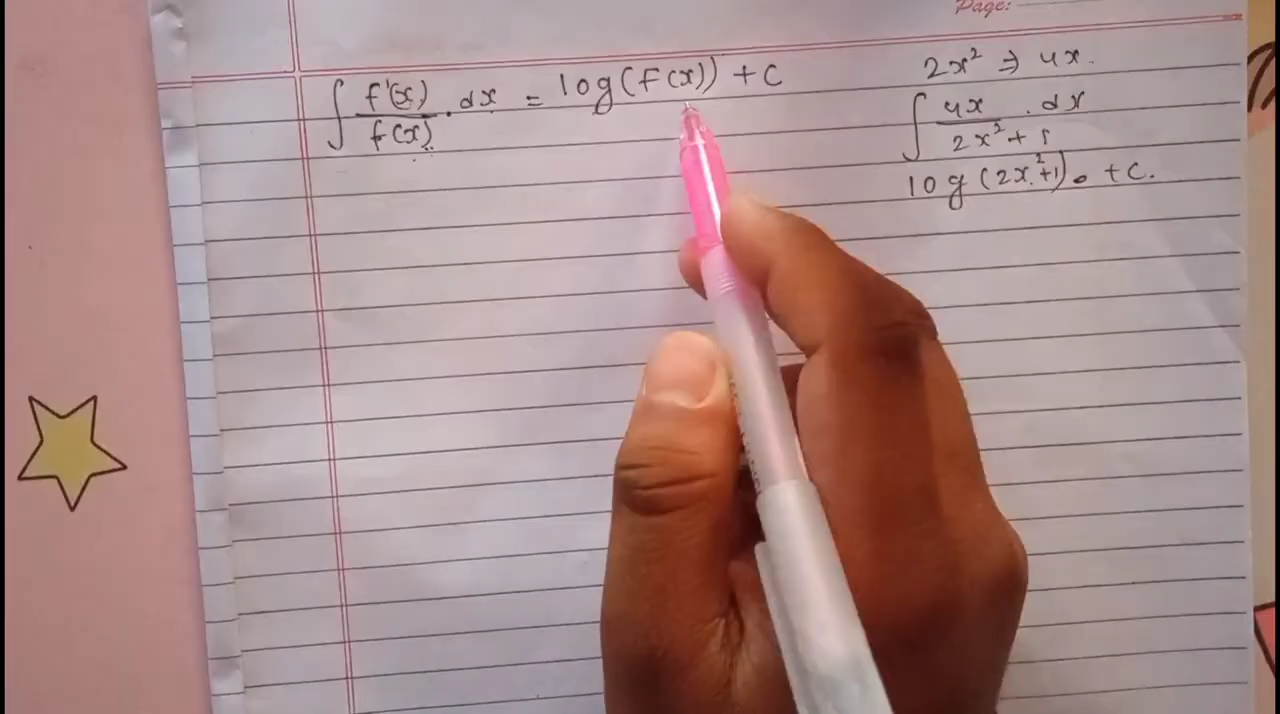 Page:
∫ f'(x)/f(x) . dx = log(f(x)) + C
2x² ⇒ 4x.
∫ 4x/2x²+1 . dx
log (2x²+1) . + C.